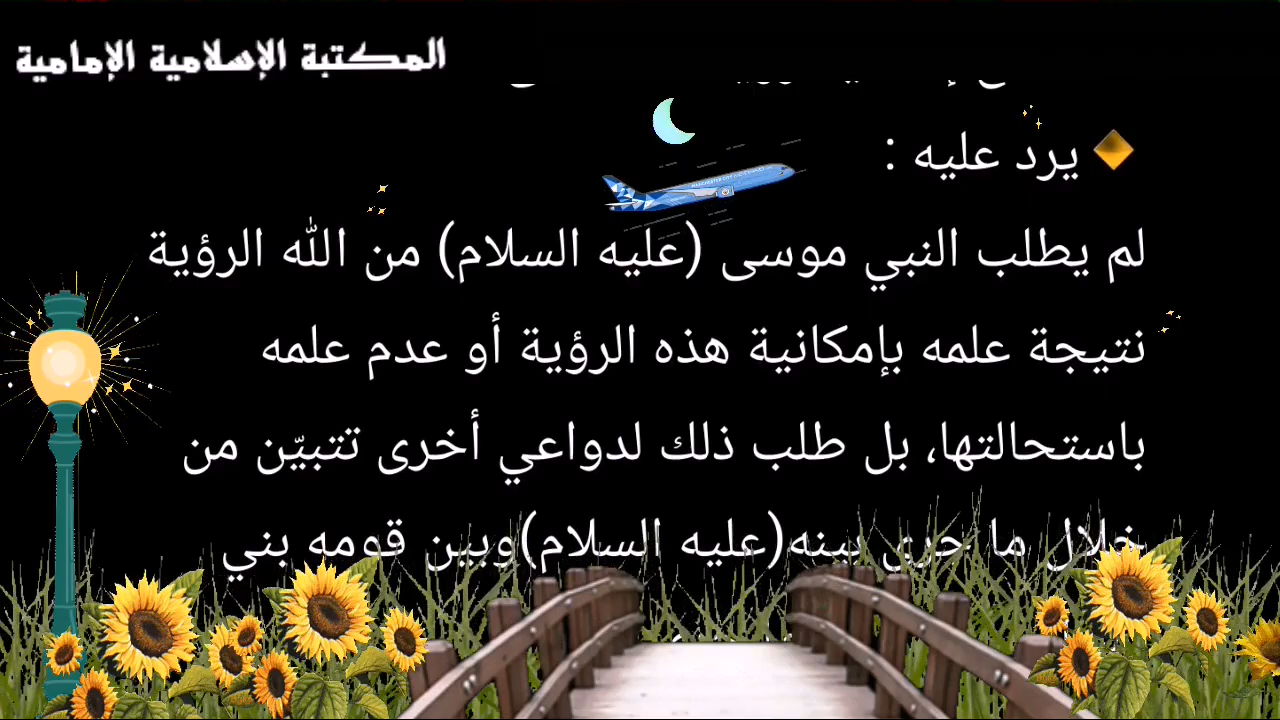 المكتبة الإسلامية الإمامية
يرد عليه :
لم يطلب النبي موسى (عليه السلام) من الله الرؤية
نتيجة علمه بإمكانية هذه الرؤية أو عدم علمه
باستحالتها، بل طلب ذلك لدواعي أخرى تتبيّن من
خلال ما جرى بينه(عليه السلام)وبين قومه بني